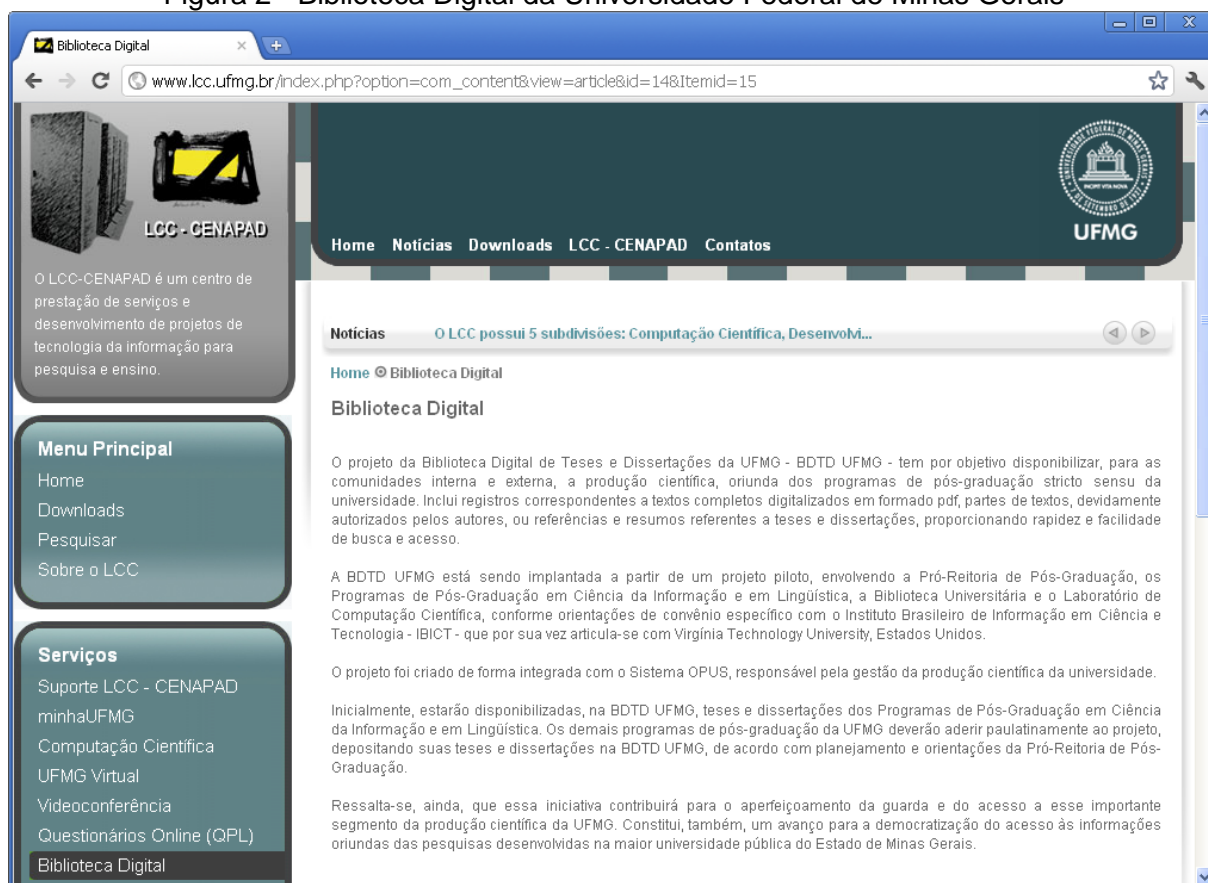 Figura 2 - Biblioteca Digital da Universidade Federal de Minas Gerais
Biblioteca Digital
www.lcc.ufmg.br/index.php?option=com_content&view=article&id=14&Itemid=15
LCC - CENAPAD
O LCC-CENAPAD é um centro de
prestação de serviços e
desenvolvimento de projetos de
tecnologia da informação para
pesquisa e ensino.
UNIVERSIDADE FEDERAL DE MINAS GERAIS
INCIPIT VITA NOVA
7 DE SETEMBRO DE 1927
UFMG
Home Notícias Downloads LCC - CENAPAD Contatos
Notícias O LCC possui 5 subdivisões: Computação Científica, Desenvolvi...
Home Biblioteca Digital
Biblioteca Digital
O projeto da Biblioteca Digital de Teses e Dissertações da UFMG - BDTD UFMG - tem por objetivo disponibilizar, para as
comunidades interna e externa, a produção científica, oriunda dos programas de pós-graduação stricto sensu da
universidade. Inclui registros correspondentes a textos completos digitalizados em formato pdf, partes de textos, devidamente
autorizados pelos autores, ou referências e resumos referentes a teses e dissertações, proporcionando rapidez e facilidade
de busca e acesso.
A BDTD UFMG está sendo implantada a partir de um projeto piloto, envolvendo a Pró-Reitoria de Pós-Graduação, os
Programas de Pós-Graduação em Ciência da Informação e em Lingüística, a Biblioteca Universitária e o Laboratório de
Computação Científica, conforme orientações de convênio específico com o Instituto Brasileiro de Informação em Ciência e
Tecnologia - IBICT - que por sua vez articula-se com Virgínia Technology University, Estados Unidos.
O projeto foi criado de forma integrada com o Sistema OPUS, responsável pela gestão da produção científica da universidade.
Inicialmente, estarão disponibilizadas, na BDTD UFMG, teses e dissertações dos Programas de Pós-Graduação em Ciência
da Informação e em Lingüística. Os demais programas de pós-graduação da UFMG deverão aderir paulatinamente ao projeto,
depositando suas teses e dissertações na BDTD UFMG, de acordo com planejamento e orientações da Pró-Reitoria de Pós-
Graduação.
Ressalta-se, ainda, que essa iniciativa contribuirá para o aperfeiçoamento da guarda e do acesso a esse importante
segmento da produção científica da UFMG. Constitui, também, um avanço para a democratização do acesso às informações
oriundas das pesquisas desenvolvidas na maior universidade pública do Estado de Minas Gerais.
Menu Principal
Home
Downloads
Pesquisar
Sobre o LCC
Serviços
Suporte LCC - CENAPAD
minhaUFMG
Computação Científica
UFMG Virtual
Videoconferência
Questionários Online (QPL)
Biblioteca Digital